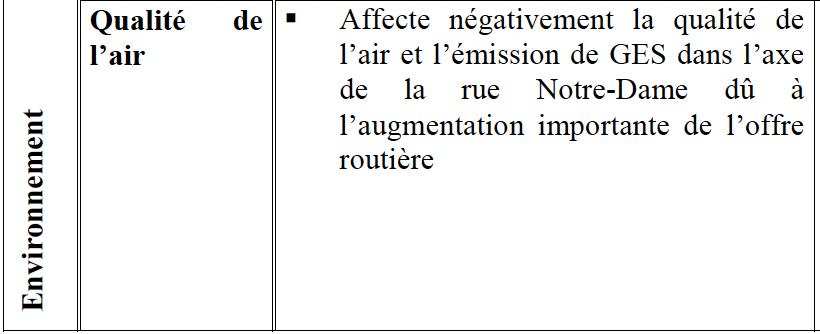 Environnement
Qualité de
l’air
▪ Affecte négativement la qualité de
l’air et l’émission de GES dans l’axe
de la rue Notre-Dame dû à
l’augmentation importante de l’offre
routière